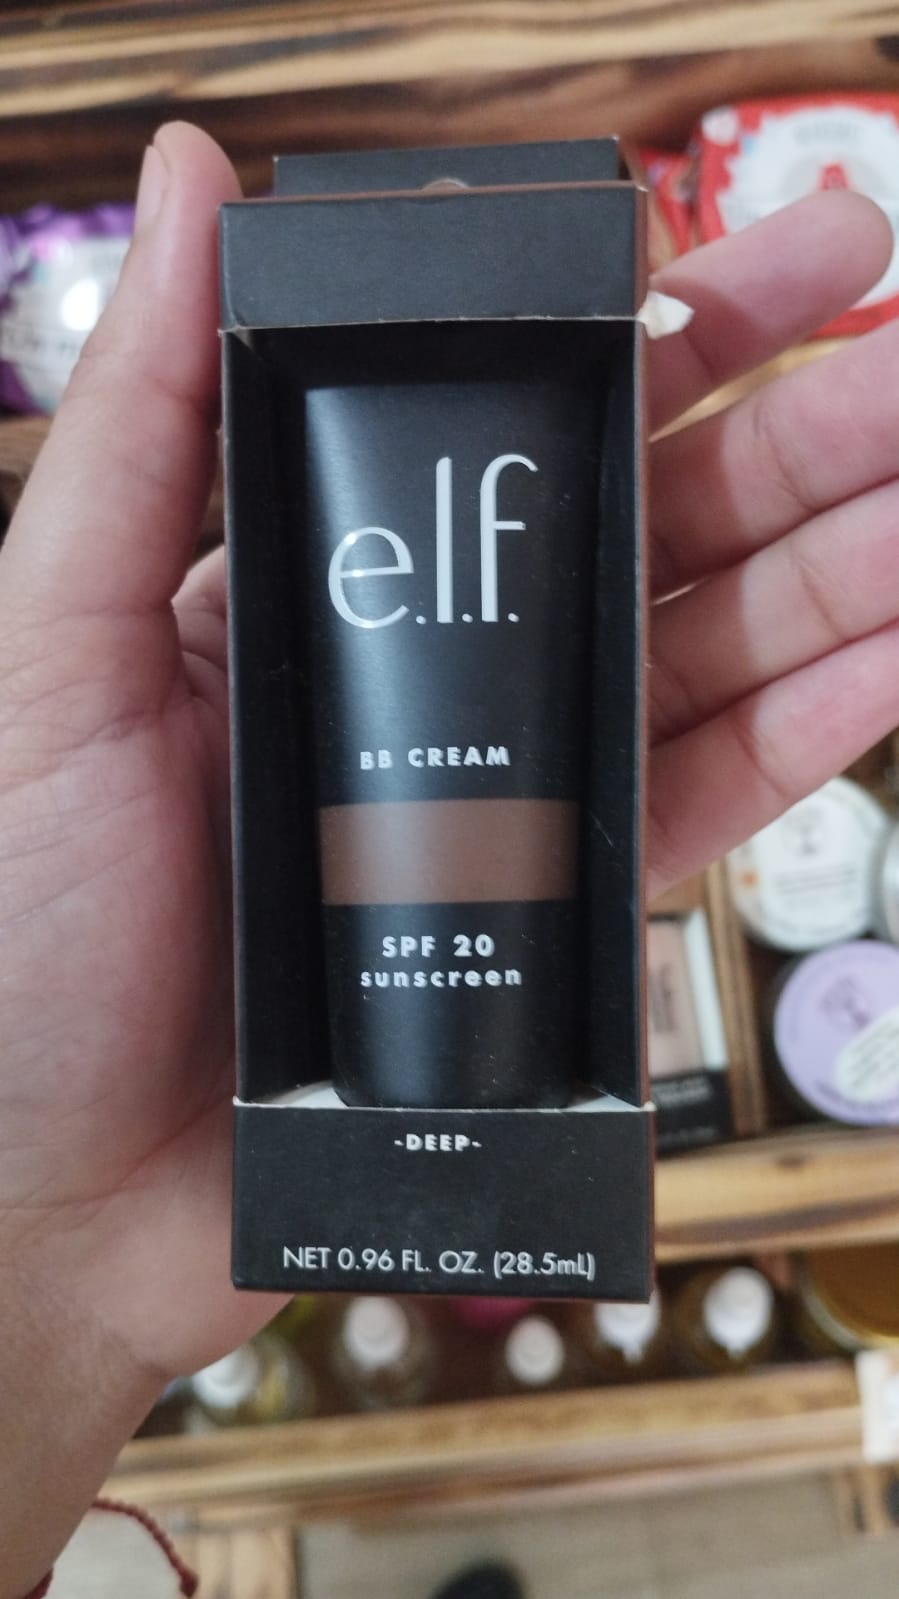 e.l.f.
BB CREAM
SPF 20
sunscreen
-DEEP-
NET 0.96 FL. OZ. (28.5mL)